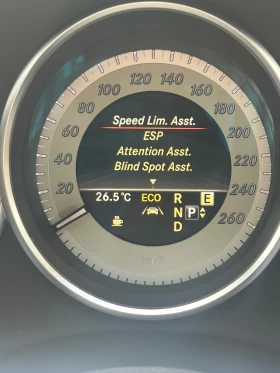 120 140
100 160
80 180
60 200
40 220
20 240
260
Speed Lim. Asst.
ESP
Attention Asst.
Blind Spot Asst.
26.5°C ECO R E
N P
D